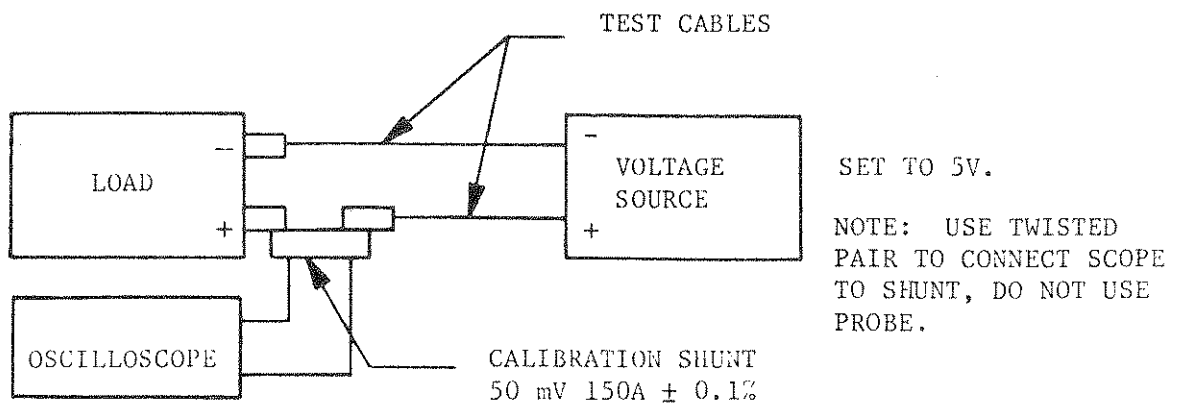 TEST CABLES
LOAD
−
+
-
+
VOLTAGE
SOURCE
SET TO 5V.
NOTE: USE TWISTED
PAIR TO CONNECT SCOPE
TO SHUNT, DO NOT USE
PROBE.
OSCILLOSCOPE
CALIBRATION SHUNT
50 mV 150A ± 0.1%